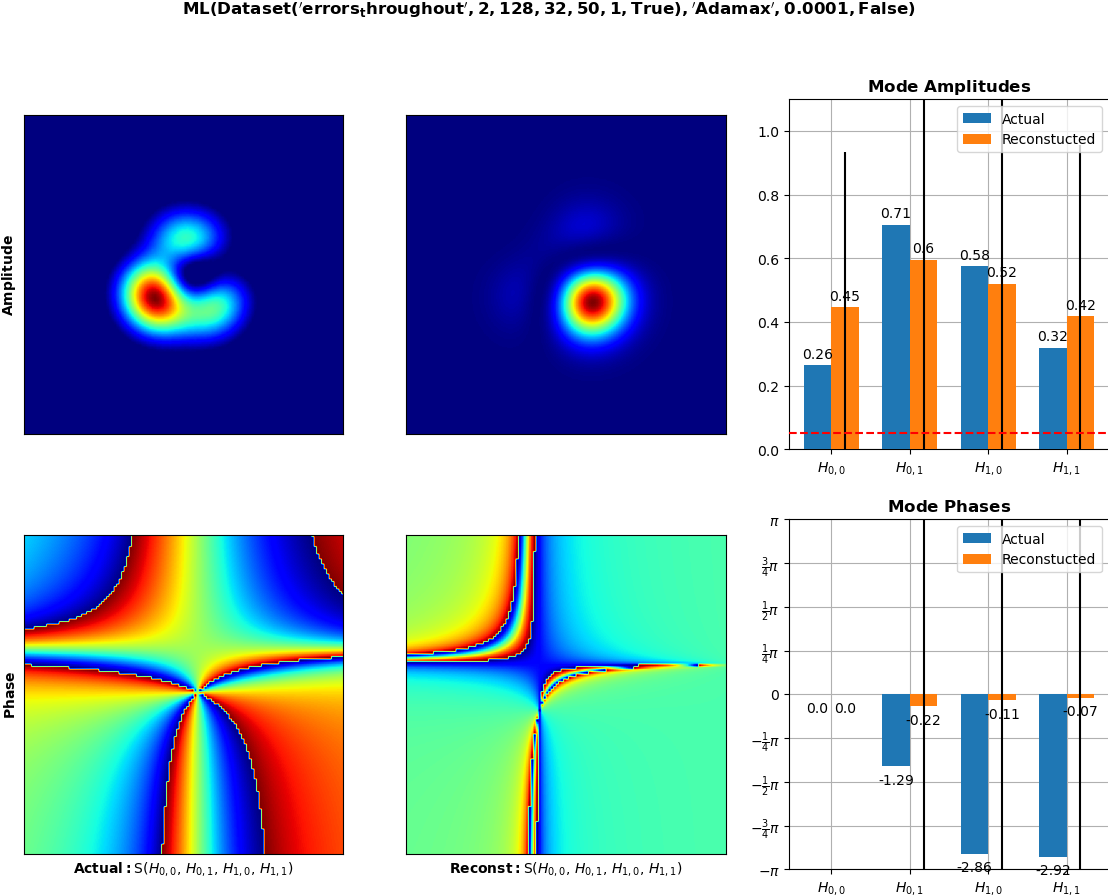 ML(Dataset('errors_throughout', 2, 128, 32, 50, 1, True), 'Adamax', 0.0001, False)
Mode Amplitudes
Amplitude
Actual
Reconstucted
1.0
0.8
0.6
0.4
0.2
0.0
0.26
0.45
0.71
0.6
0.58
0.52
0.32
0.42
H0,0
H0,1
H1,0
H1,1
Mode Phases
Phase
Actual
Reconstucted
π
3/4π
1/2π
1/4π
0
−1/4π
−1/2π
−3/4π
−π
0.0
0.0
-1.29
-0.22
-2.86
-0.11
-2.92
-0.07
H0,0
H0,1
H1,0
H1,1
Actual: S(H0,0, H0,1, H1,0, H1,1)
Reconst: S(H0,0, H0,1, H1,0, H1,1)